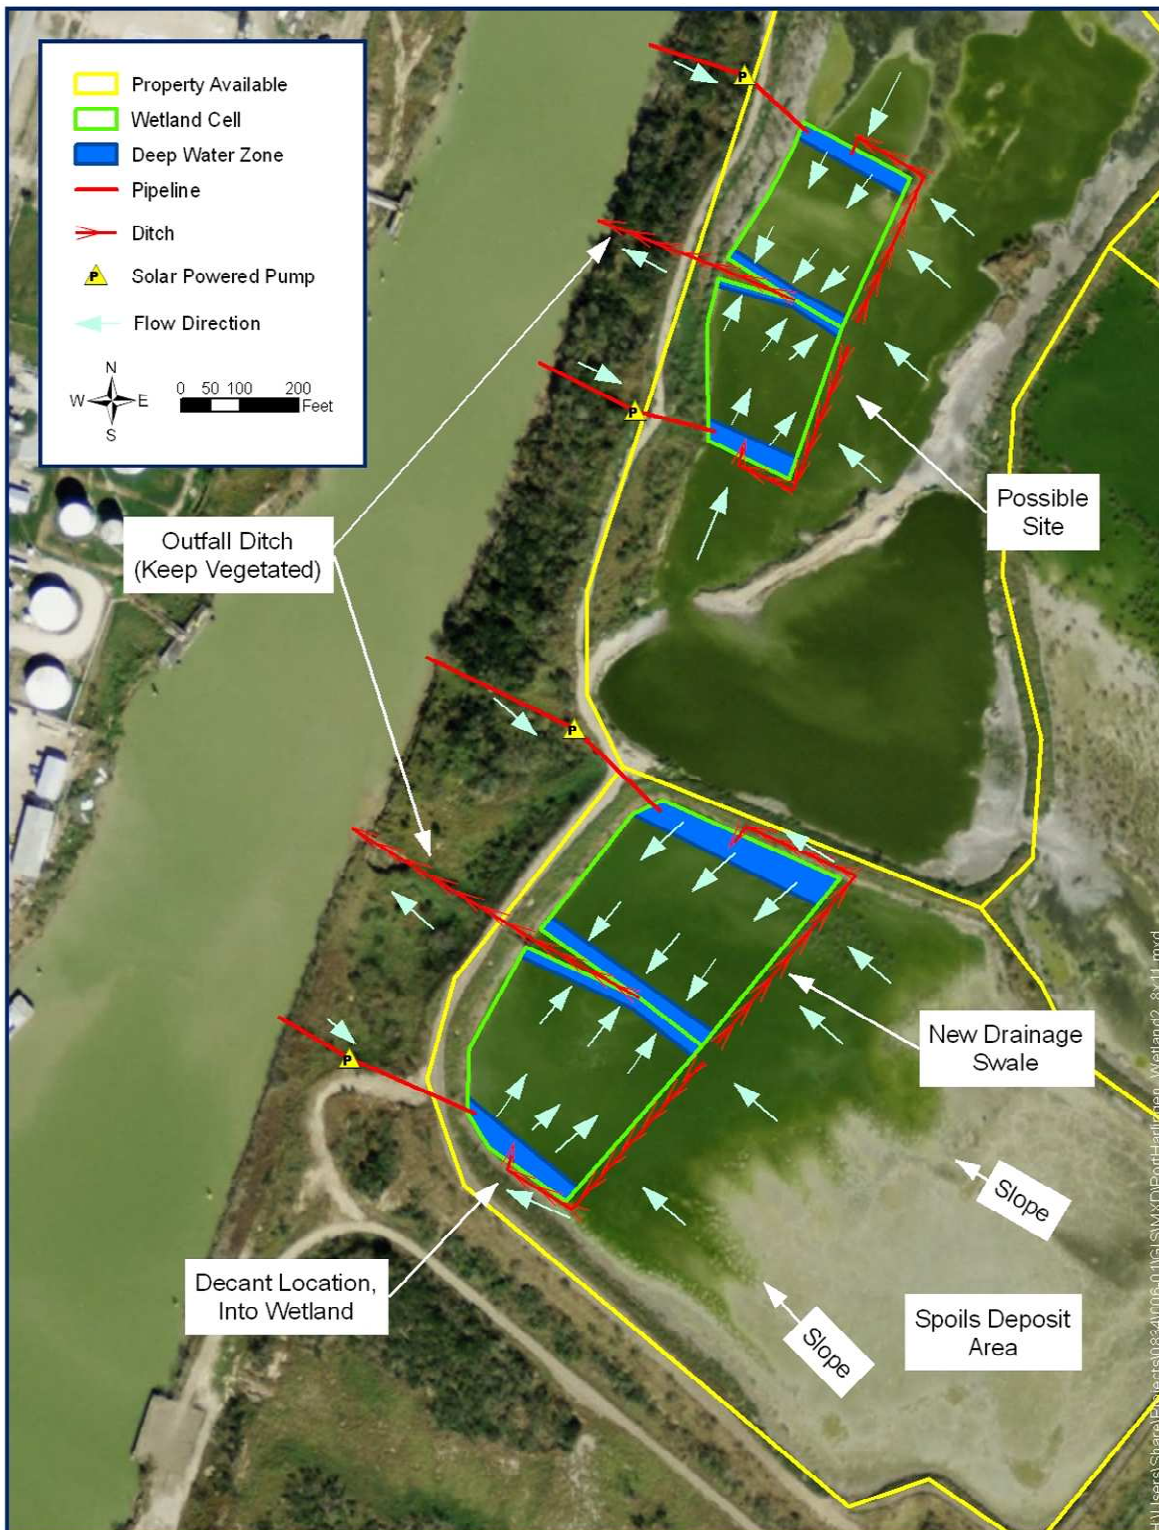 Property Available
Wetland Cell
Deep Water Zone
Pipeline
Ditch
P
Solar Powered Pump
Flow Direction
N
W
E
S
0 50 100 200
Feet
P
P
Possible
Site
Outfall Ditch
(Keep Vegetated)
P
New Drainage
Swale
P
Slope
Decant Location,
Into Wetland
Slope
Spoils Deposit
Area